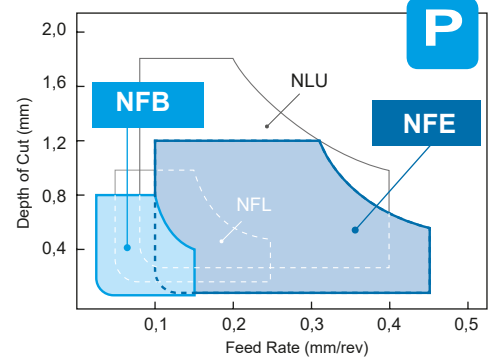 P
2,0
1,6
1,2
0,8
0,4
Depth of Cut (mm)
NFB
NLU
NFE
NFL
0,1
0,2
0,3
0,4
0,5
Feed Rate (mm/rev)